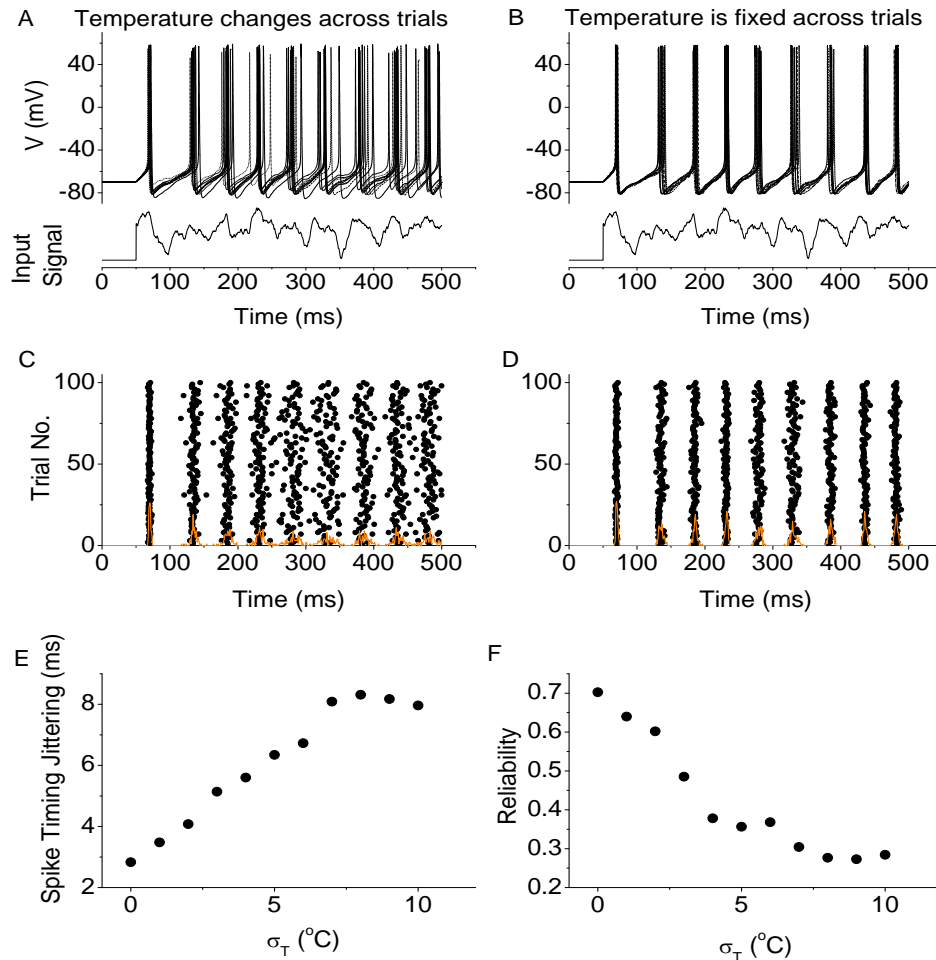 A Temperature changes across trials
B Temperature is fixed across trials
V (mV)
40
0
-40
-80
40
0
-40
-80
Input
Signal
0 100 200 300 400 500
0 100 200 300 400 500
Time (ms)
Time (ms)
C
D
Trial No.
100
50
0
100
50
0
0 100 200 300 400 500
0 100 200 300 400 500
Time (ms)
Time (ms)
E
F
Spike Timing Jittering (ms)
8
6
4
2
0 5 10
σT (°C)
Reliability
0.7
0.6
0.5
0.4
0.3
0.2
0 5 10
σT (°C)